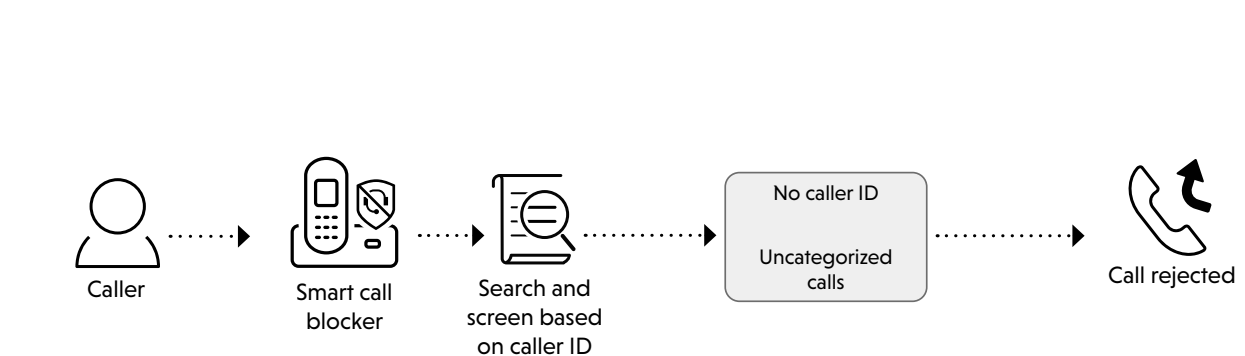 Caller
Smart call
blocker
Search and
screen based
on caller ID
No caller ID
Uncategorized
calls
Call rejected